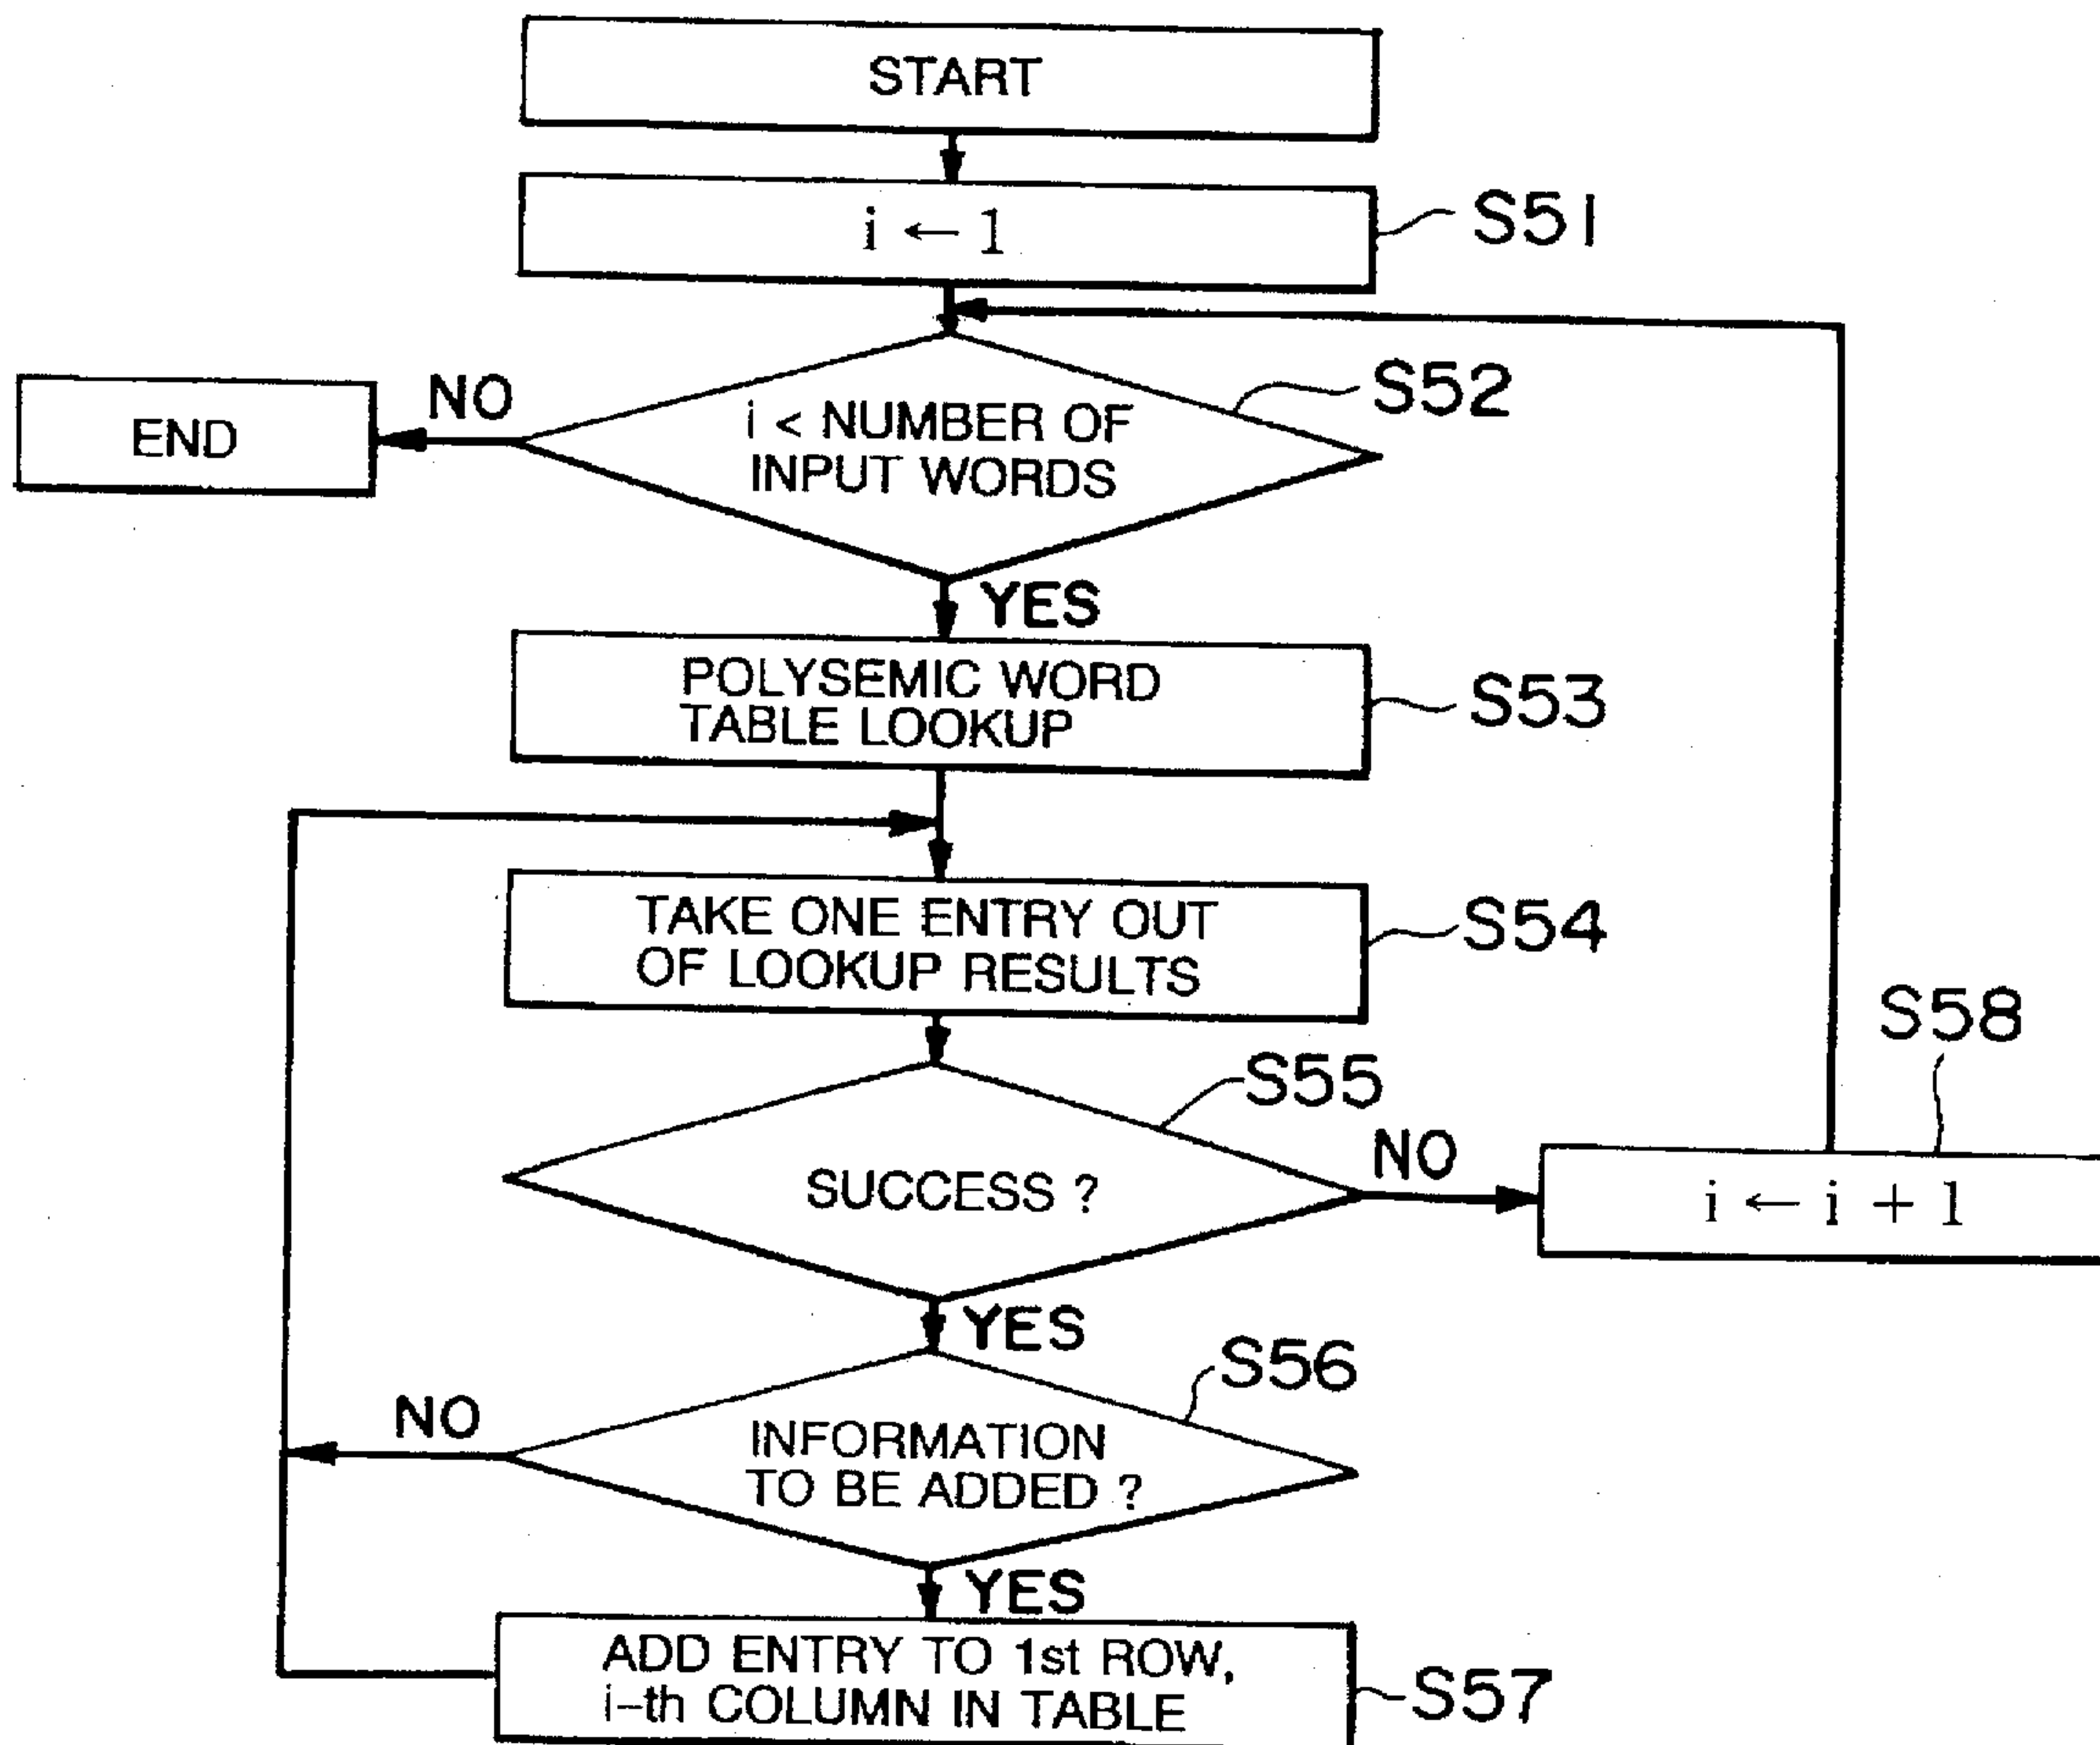 START
i ← 1
S51
S52
NO
i < NUMBER OF
INPUT WORDS
END
YES
POLYSEMIC WORD
TABLE LOOKUP
S53
TAKE ONE ENTRY OUT
OF LOOKUP RESULTS
S54
S58
S55
NO
SUCCESS ?
i ← i + 1
YES
S56
NO
INFORMATION
TO BE ADDED ?
YES
ADD ENTRY TO 1st ROW,
i-th COLUMN IN TABLE
S57